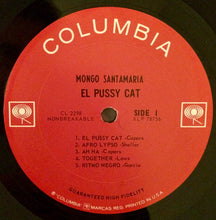 COLUMBIA
MONGO SANTAMARIA
EL PUSSY CAT
CL 2298
NONBREAKABLE
SIDE 1
XLP 78756
1. EL PUSSY CAT -Capers-
2. AFRO LYPSO -Sheller-
3. AH HA -Capers-
4. TOGETHER -Laws-
5. RITMO NEGRO -Garcia-
GUARANTEED HIGH FIDELITY
® "COLUMBIA" MARCAS REG. PRINTED IN U.S.A.